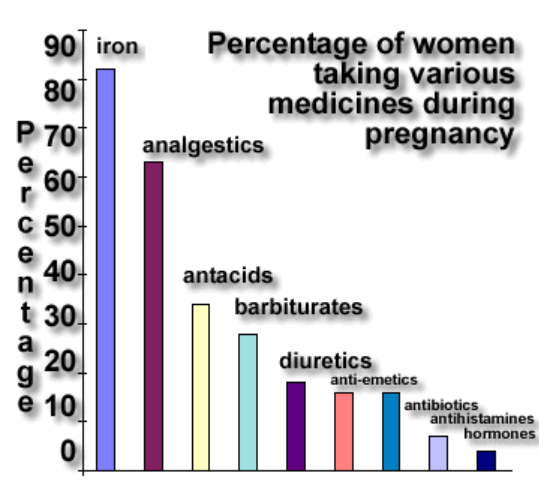 Percentage of women
taking various
medicines during
pregnancy
Percentage
90
80
70
60
50
40
30
20
10
0
iron
analgestics
antacids
barbiturates
diuretics
anti-emetics
antibiotics
antihistamines
hormones